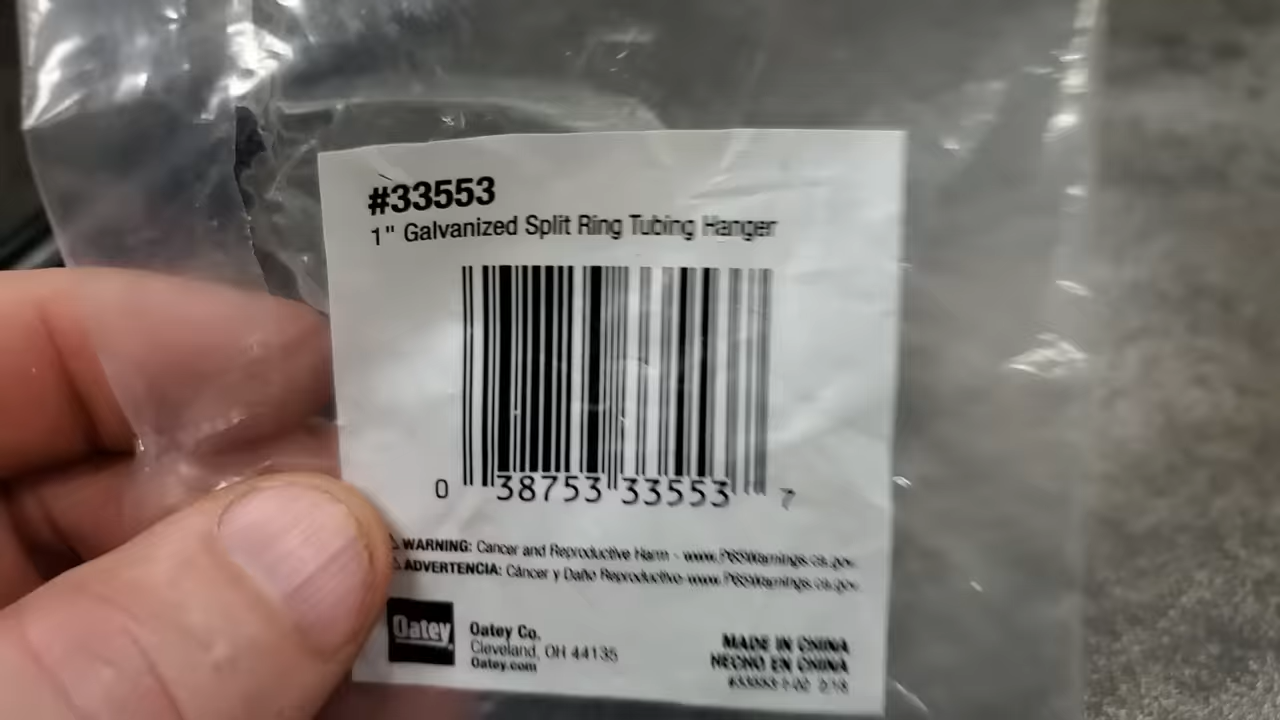 #33553
1" Galvanized Split Ring Tubing Hanger
0 38753 33553 7
WARNING: Cancer and Reproductive Harm - www.P65Warnings.ca.gov.
ADVERTENCIA: Cáncer y Daño Reproductivo-www.P65Warnings.ca.gov.
Oatey
Oatey Co.
Cleveland, OH 44135
Oatey.com
MADE IN CHINA
HECHO EN CHINA